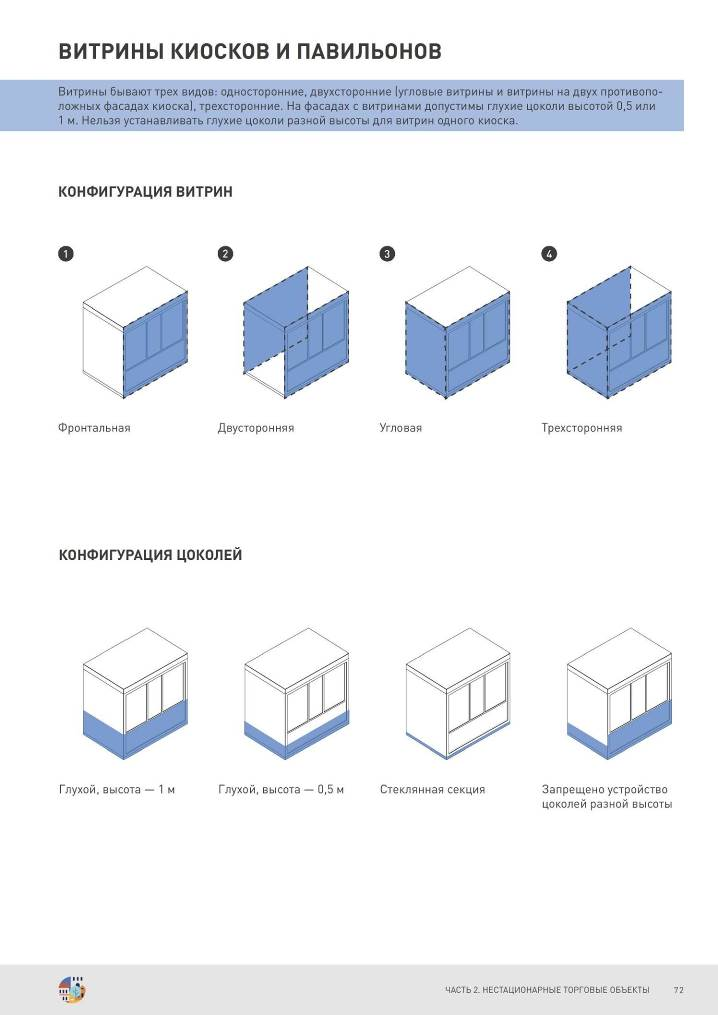 ВИТРИНЫ КИОСКОВ И ПАВИЛЬОНОВ
Витрины бывают трех видов: односторонние, двухсторонние (угловые витрины и витрины на двух противопо-
ложных фасадах киоска), трехсторонние. На фасадах с витринами допустимы глухие цоколи высотой 0,5 или
1 м. Нельзя устанавливать глухие цоколи разной высоты для витрин одного киоска.
КОНФИГУРАЦИЯ ВИТРИН
1 2 3 4
Фронтальная Двусторонняя Угловая Трехсторонняя
КОНФИГУРАЦИЯ ЦОКОЛЕЙ
Глухой, высота — 1 м Глухой, высота — 0,5 м Стеклянная секция Запрещено устройство
цоколей разной высоты
ЧАСТЬ 2. НЕСТАЦИОНАРНЫЕ ТОРГОВЫЕ ОБЪЕКТЫ 72